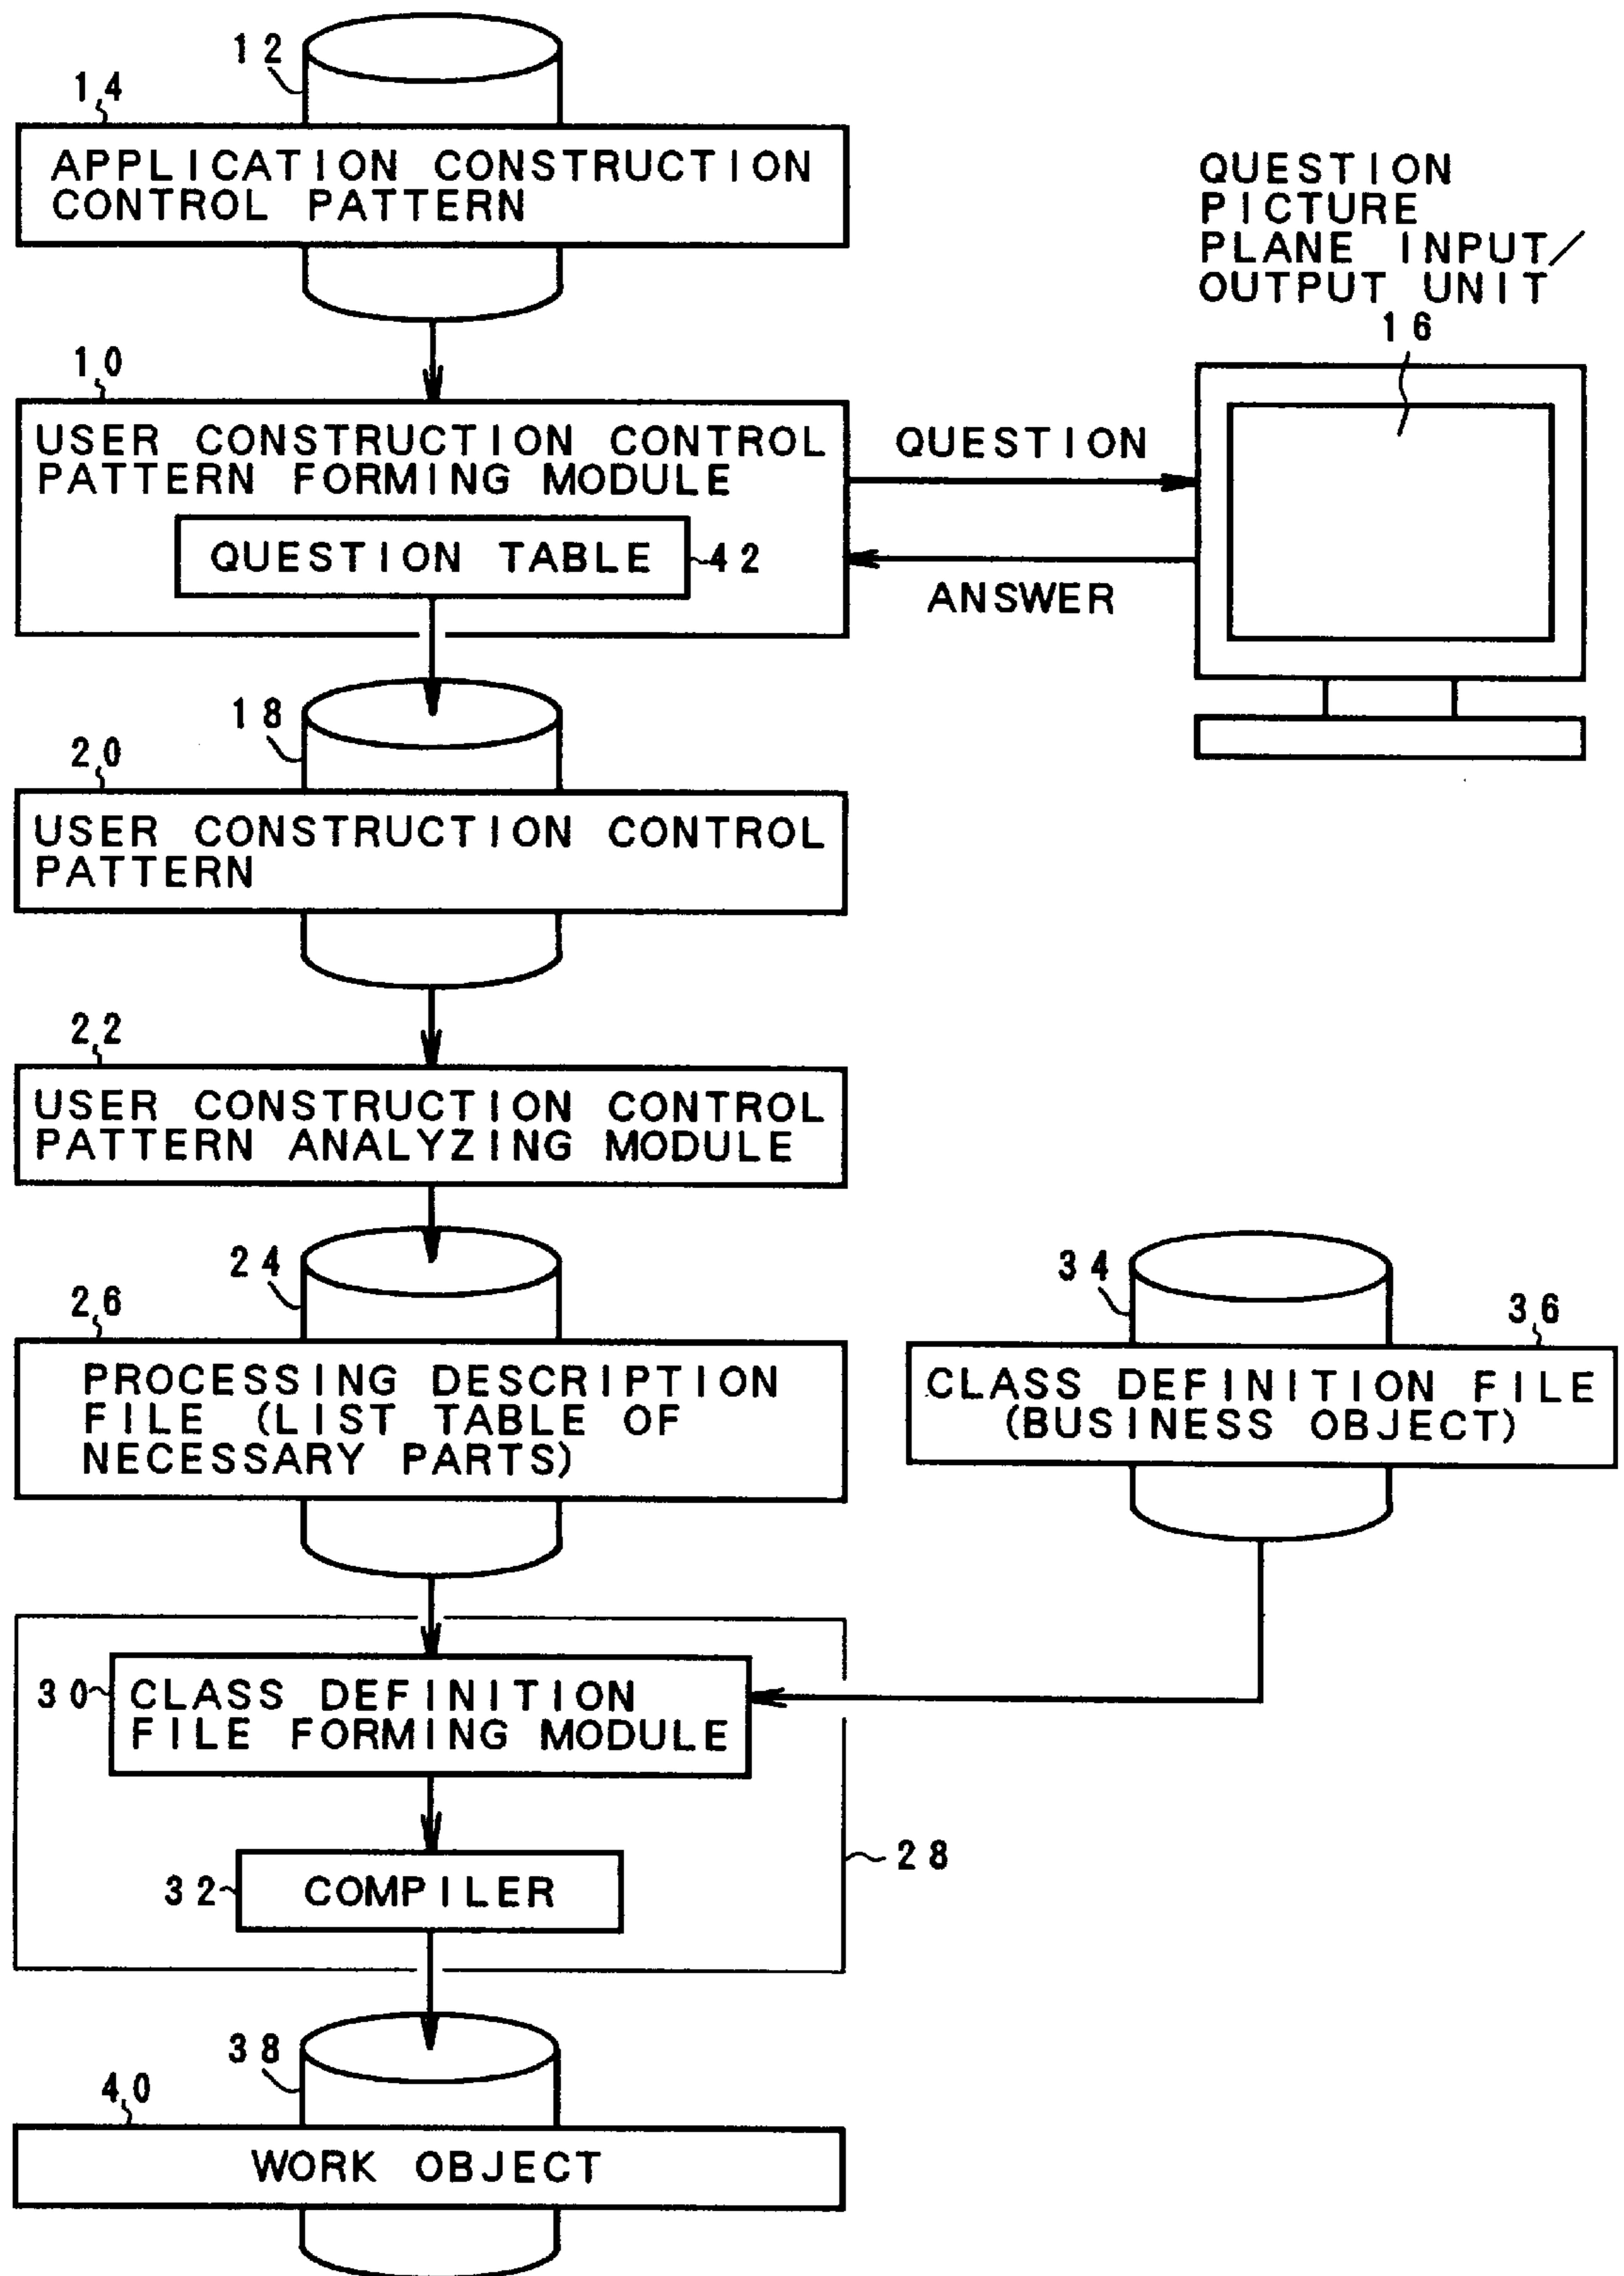 12
14
APPLICATION CONSTRUCTION
CONTROL PATTERN
QUESTION
PICTURE
PLANE INPUT/
OUTPUT UNIT
16
10
USER CONSTRUCTION CONTROL
PATTERN FORMING MODULE
QUESTION TABLE
42
QUESTION
ANSWER
18
20
USER CONSTRUCTION CONTROL
PATTERN
22
USER CONSTRUCTION CONTROL
PATTERN ANALYZING MODULE
24
26
PROCESSING DESCRIPTION
FILE (LIST TABLE OF
NECESSARY PARTS)
34
36
CLASS DEFINITION FILE
(BUSINESS OBJECT)
30
CLASS DEFINITION
FILE FORMING MODULE
28
32
COMPILER
38
40
WORK OBJECT